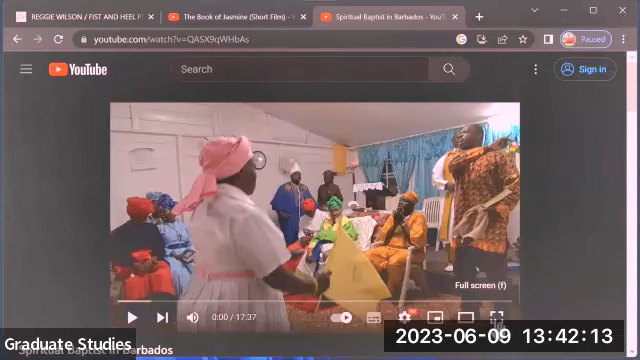 REGGIE WILSON / FIST AND HEEL P
The Book of Jasmine (Short Film) - Y
Spiritual Baptist in Barbados - YouT
youtube.com/watch?v=QASX9qWHbAs
Paused
YouTube
Search
Sign in
Full screen (f)
0:00 / 17:37
Graduate Studies
2023-06-09 13:42:13
Spiritual Baptist in Barbados